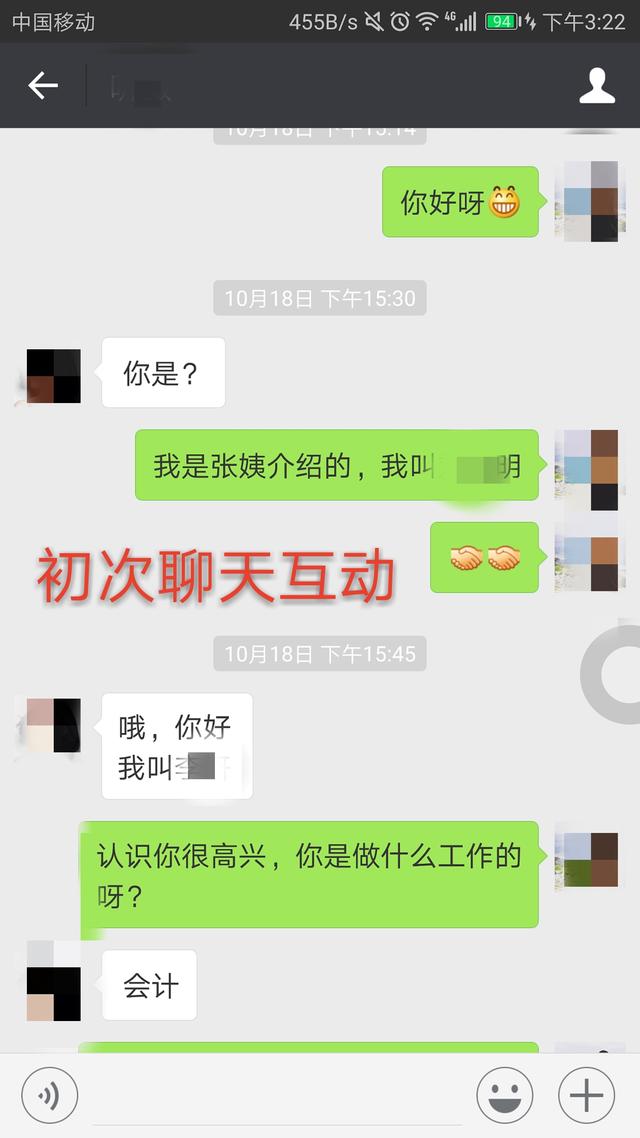 中国移动
455B/s
4G
94
下午3:22
10月18日 下午15:14
你好呀
10月18日 下午15:30
你是？
我是张姨介绍的，我叫 明
初次聊天互动
10月18日 下午15:45
哦，你好
我叫李
认识你很高兴，你是做什么工作的
呀？
会计